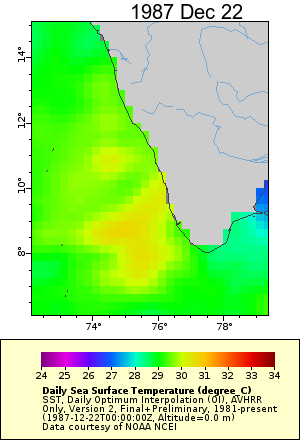 1987 Dec 22
14°
12°
10°
8°
74°
76°
78°
24 25 26 27 28 29 30 31 32 33 34
Daily Sea Surface Temperature (degree_C)
SST, Daily Optimum Interpolation (OI), AVHRR
Only, Version 2, Final+Preliminary, 1981-present
(1987-12-22T00:00:00Z, Altitude=0.0 m)
Data courtesy of NOAA NCEI